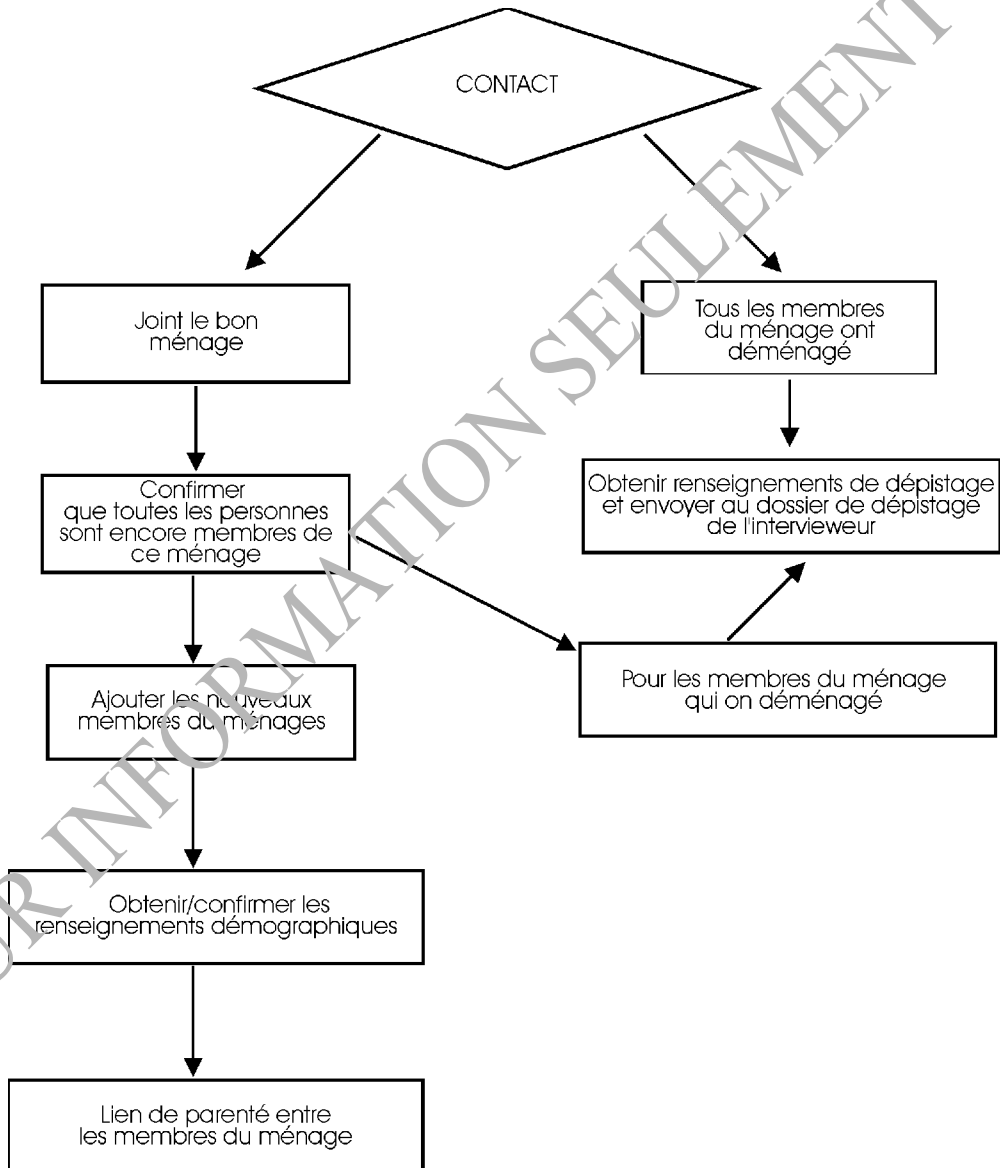 CONTACT
Joint le bon
ménage
Tous les membres
du ménage ont
déménagé
Confirmer
que toutes les personnes
sont encore membres de
ce ménage
Obtenir renseignements de dépistage
et envoyer au dossier de dépistage
de l'intervieweur
Ajouter les nouveaux
membres du ménages
Pour les membres du ménage
qui on déménagé
Obtenir/confirmer les
renseignements démographiques
Lien de parenté entre
les membres du ménage
INFORMATION SEULEMENT